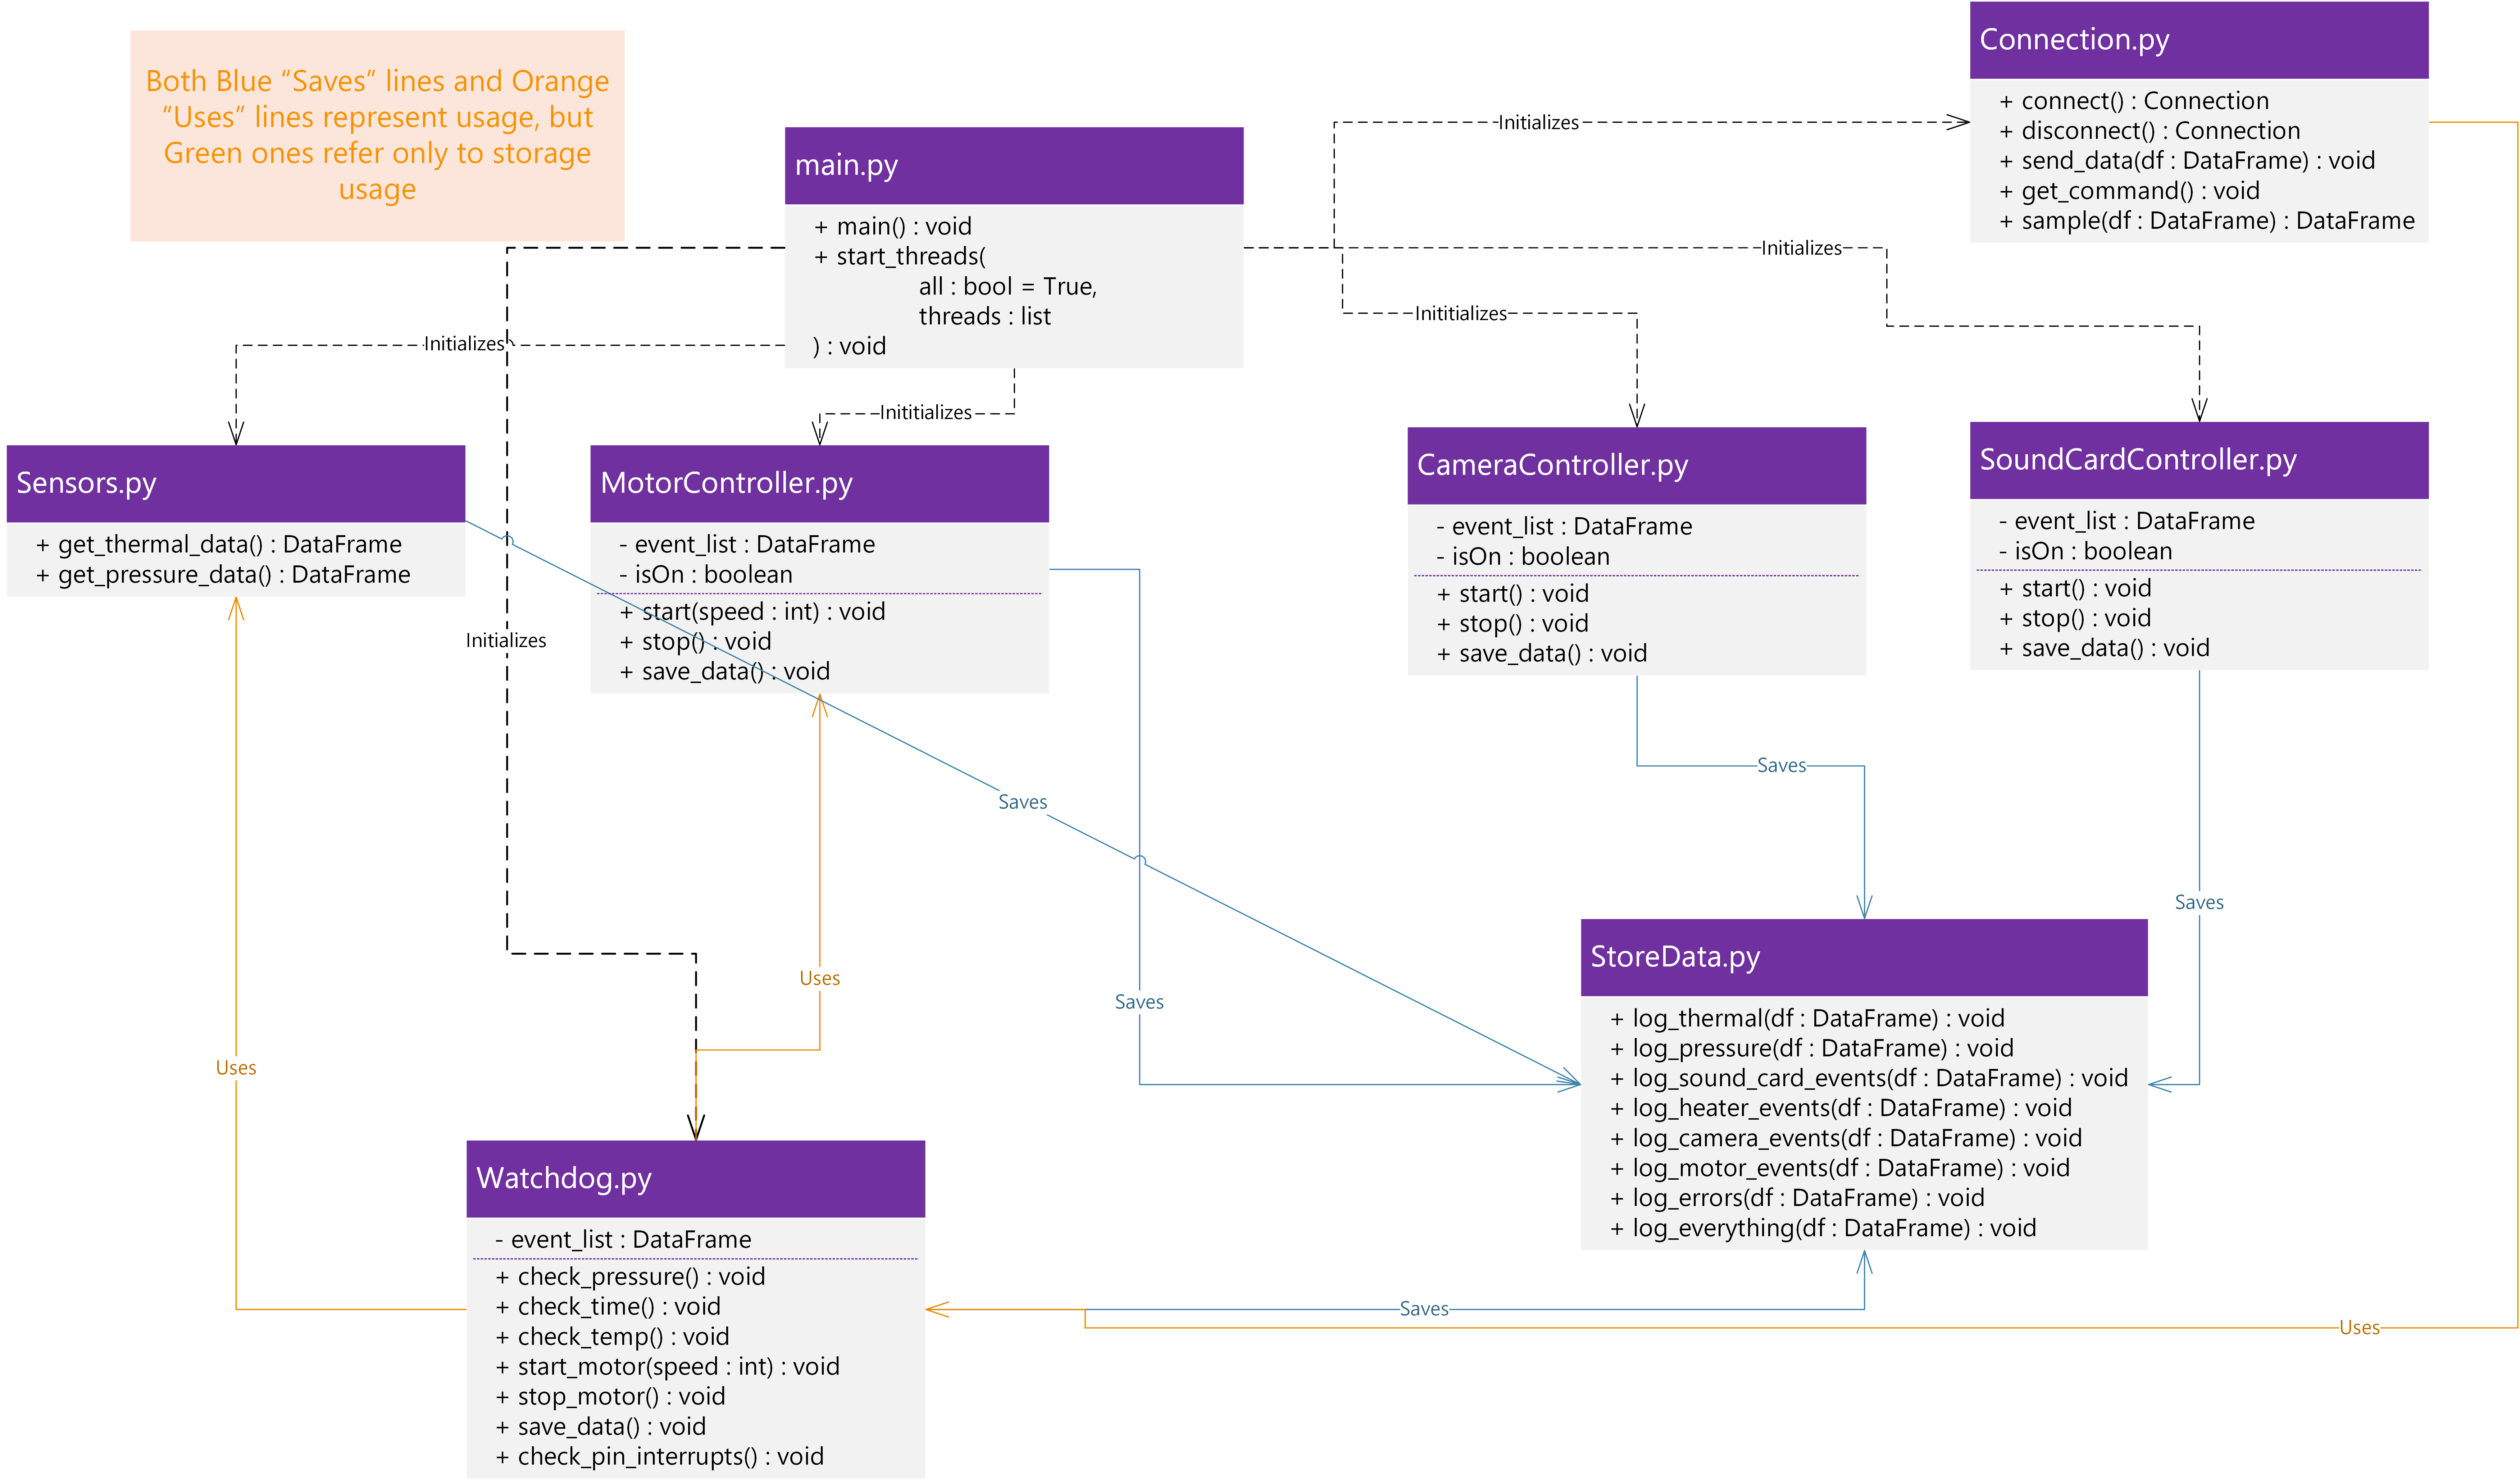 Both Blue “Saves” lines and Orange
“Uses” lines represent usage, but
Green ones refer only to storage
usage
main.py
+ main() : void
+ start_threads(
all : bool = True,
threads : list
) : void
Connection.py
+ connect() : Connection
+ disconnect() : Connection
+ send_data(df : DataFrame) : void
+ get_command() : void
+ sample(df : DataFrame) : DataFrame
Initializes
Initializes
Inititializes
Initializes
Inititializes
Initializes
Sensors.py
+ get_thermal_data() : DataFrame
+ get_pressure_data() : DataFrame
MotorController.py
- event_list : DataFrame
- isOn : boolean
+ start(speed : int) : void
+ stop() : void
+ save_data() : void
CameraController.py
- event_list : DataFrame
- isOn : boolean
+ start() : void
+ stop() : void
+ save_data() : void
SoundCardController.py
- event_list : DataFrame
- isOn : boolean
+ start() : void
+ stop() : void
+ save_data() : void
Saves
Saves
Saves
Uses
Saves
Uses
StoreData.py
+ log_thermal(df : DataFrame) : void
+ log_pressure(df : DataFrame) : void
+ log_sound_card_events(df : DataFrame) : void
+ log_heater_events(df : DataFrame) : void
+ log_camera_events(df : DataFrame) : void
+ log_motor_events(df : DataFrame) : void
+ log_errors(df : DataFrame) : void
+ log_everything(df : DataFrame) : void
Watchdog.py
- event_list : DataFrame
+ check_pressure() : void
+ check_time() : void
+ check_temp() : void
+ start_motor(speed : int) : void
+ stop_motor() : void
+ save_data() : void
+ check_pin_interrupts() : void
Saves
Uses